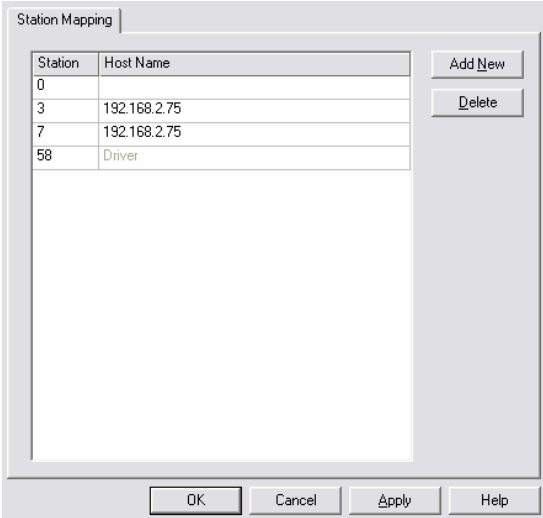 Station Mapping
Station Host Name
0
3 192.168.2.75
7 192.168.2.75
58 Driver
Add New
Delete
OK Cancel Apply Help